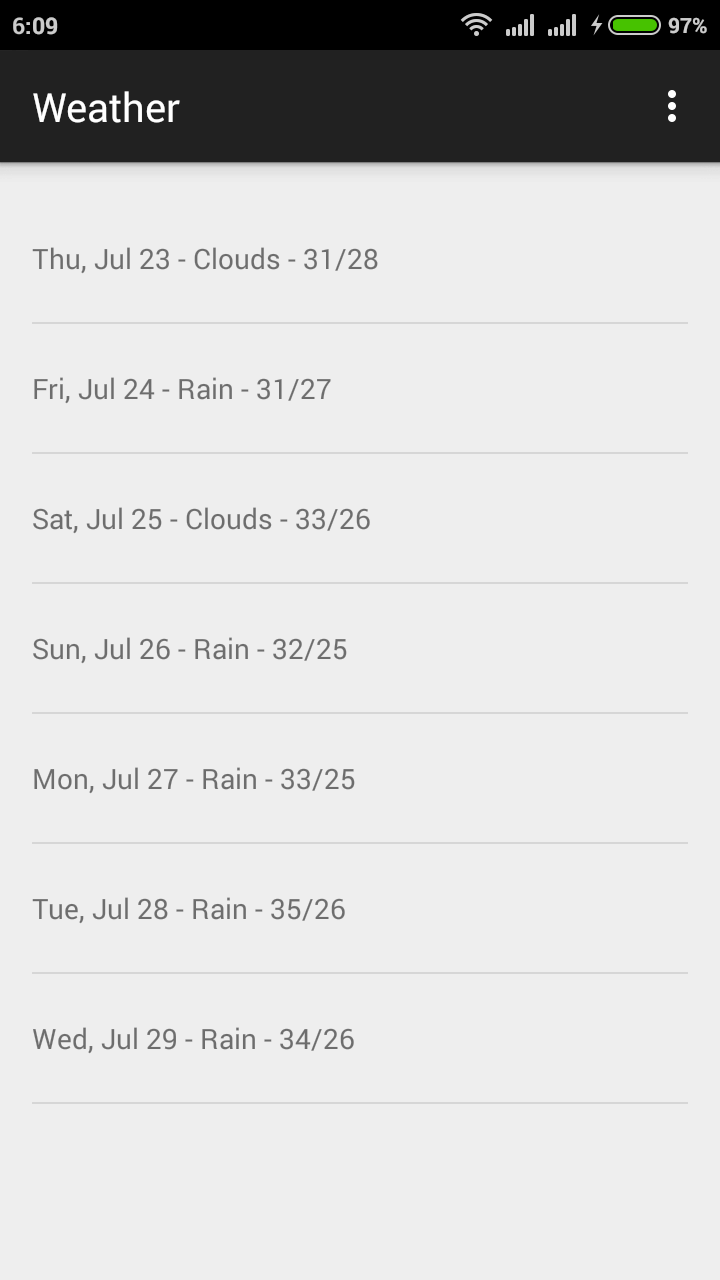 6:09 97%
Weather
Thu, Jul 23 - Clouds - 31/28
Fri, Jul 24 - Rain - 31/27
Sat, Jul 25 - Clouds - 33/26
Sun, Jul 26 - Rain - 32/25
Mon, Jul 27 - Rain - 33/25
Tue, Jul 28 - Rain - 35/26
Wed, Jul 29 - Rain - 34/26